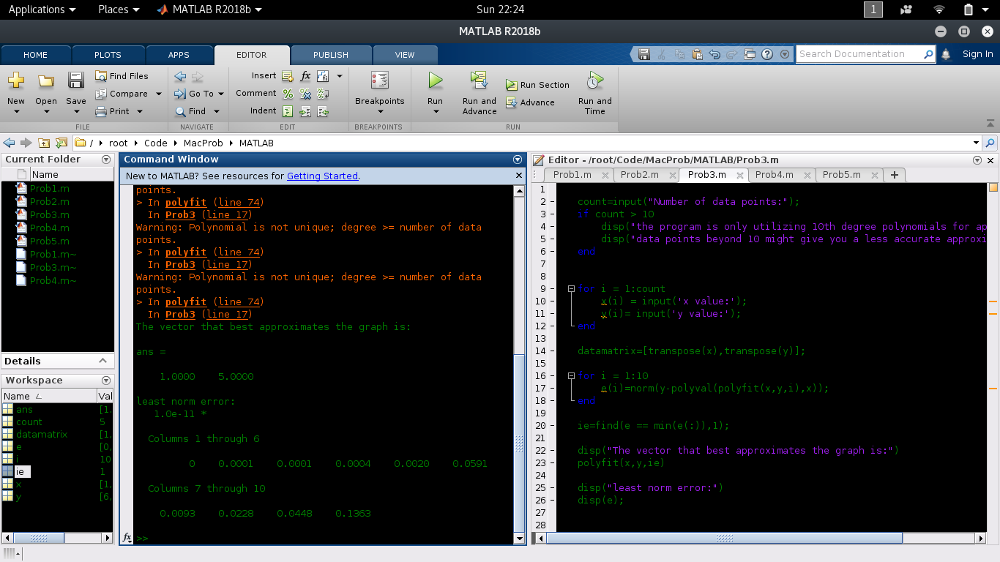 Applications Places MATLAB R2018b Sun 22:24 1
MATLAB R2018b
HOME PLOTS APPS EDITOR PUBLISH VIEW Search Documentation Sign In
New Open Save Find Files Compare Print
FILE
Go To Find
NAVIGATE
Insert fx
Comment
Indent
EDIT
Breakpoints
BREAKPOINTS
Run Run and Advance Run Section Advance Run and Time
RUN
/ root Code MacProb MATLAB
Current Folder
Name
Prob1.m
Prob2.m
Prob3.m
Prob4.m
Prob5.m
Prob1.m~
Prob3.m~
Prob4.m~
Details
Workspace
Name Val
ans [1.
count 5
datamatrix [1,
e [0,
i 10
ie 1
x [1,
y [6,
Command Window
New to MATLAB? See resources for Getting Started.
points.
> In polyfit (line 74)
In Prob3 (line 17)
Warning: Polynomial is not unique; degree >= number of data
points.
> In polyfit (line 74)
In Prob3 (line 17)
Warning: Polynomial is not unique; degree >= number of data
points.
> In polyfit (line 74)
In Prob3 (line 17)
The vector that best approximates the graph is:
ans =
1.0000 5.0000
least norm error:
1.0e-11 *
Columns 1 through 6
0 0.0001 0.0001 0.0004 0.0020 0.0591
Columns 7 through 10
0.0093 0.0228 0.0448 0.1363
fx >>
Editor - /root/Code/MacProb/MATLAB/Prob3.m
Prob1.m Prob2.m Prob3.m Prob4.m Prob5.m +
1
2 - count=input("Number of data points:");
3 - if count > 10
4 - disp("the program is only utilizing 10th degree polynomials for ap
5 - disp("data points beyond 10 might give you a less accurate approxi
6 - end
7
8
9 - for i = 1:count
10 - x(i) = input('x value:');
11 - y(i)= input('y value:');
12 - end
13
14 - datamatrix=[transpose(x),transpose(y)];
15
16 - for i = 1:10
17 - e(i)=norm(y-polyval(polyfit(x,y,i),x));
18 - end
19
20 - ie=find(e == min(e(:)),1);
21
22 - disp("The vector that best approximates the graph is:")
23 - polyfit(x,y,ie)
24
25 - disp("least norm error:")
26 - disp(e);
27
28